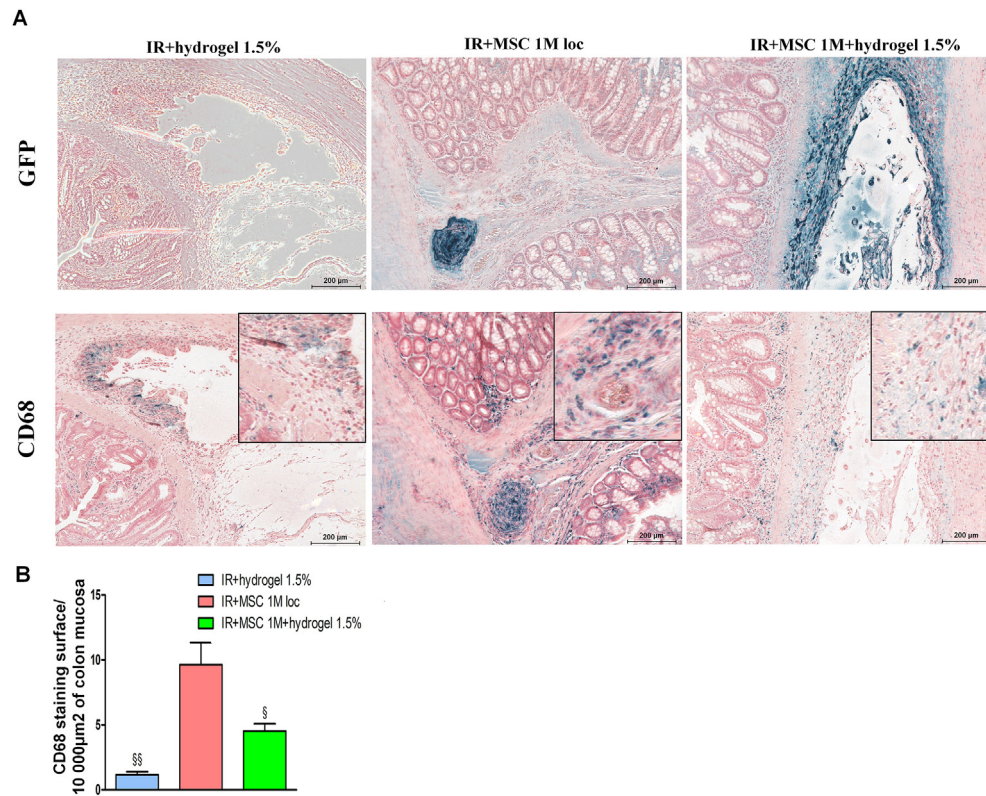 A
IR+hydrogel 1.5%
IR+MSC 1M loc
IR+MSC 1M+hydrogel 1.5%
GFP
200 µm
200 µm
200 µm
CD68
200 µm
200 µm
200 µm
B
IR+hydrogel 1.5%
IR+MSC 1M loc
IR+MSC 1M+hydrogel 1.5%
CD68 staining surface/
10 000µm2 of colon mucosa
15
10
5
0
§§
§